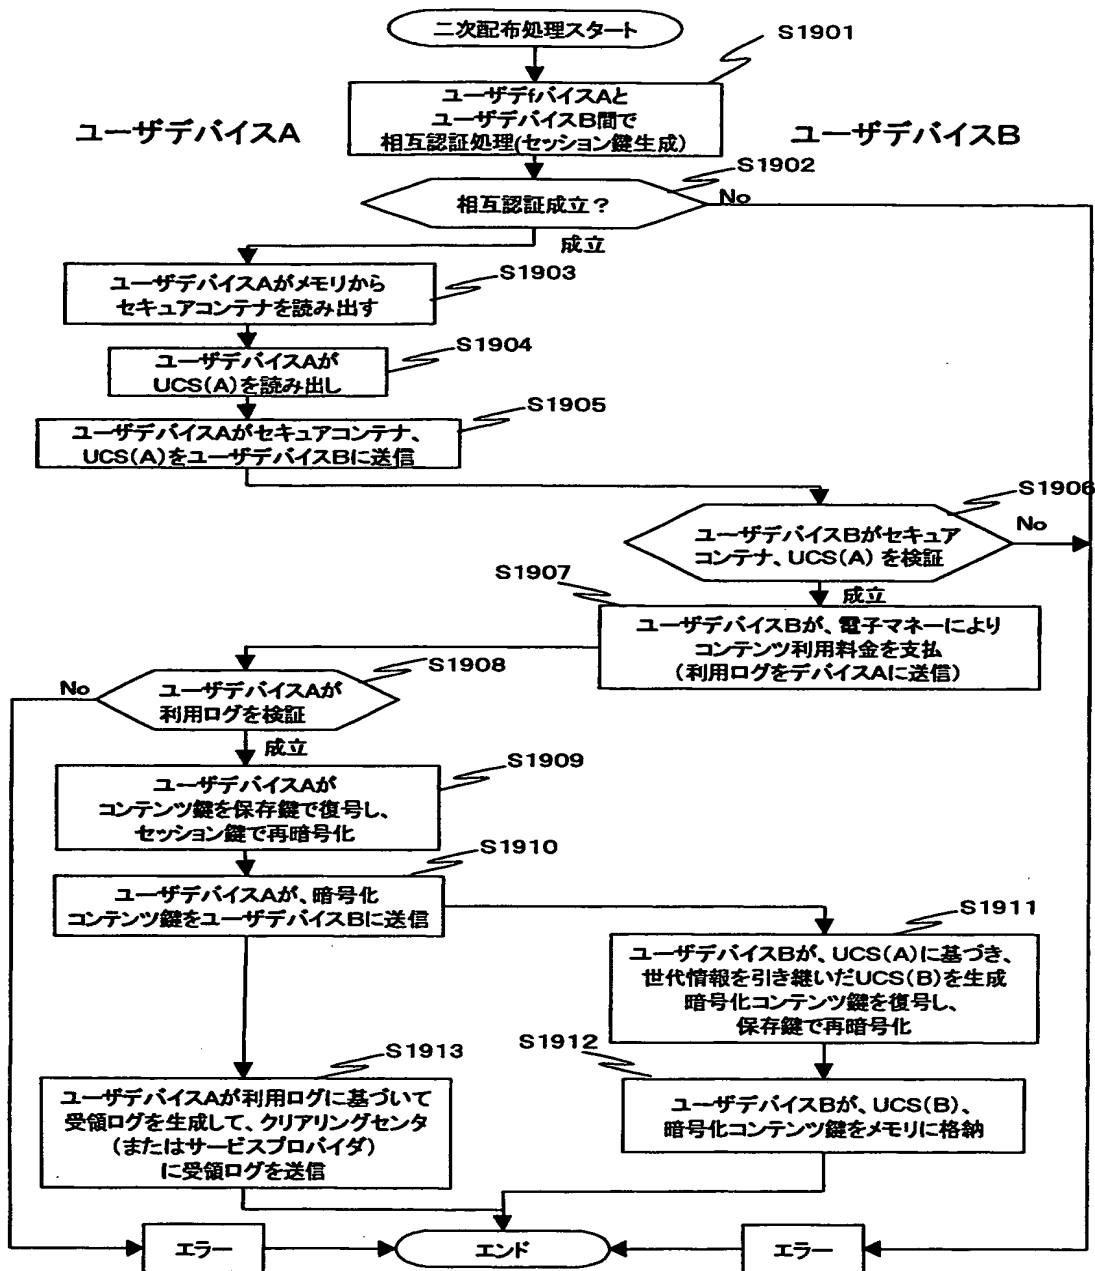 二次配布処理スタート
S1901
ユーザデfバイスAと
ユーザデバイスB間で
相互認証処理(セッション鍵生成)
ユーザデバイスA
ユーザデバイスB
S1902
相互認証成立？
No
成立
S1903
ユーザデバイスAがメモリから
セキュアコンテナを読み出す
S1904
ユーザデバイスAが
UCS(A)を読み出し
S1905
ユーザデバイスAがセキュアコンテナ、
UCS(A)をユーザデバイスBに送信
S1906
ユーザデバイスBがセキュア
コンテナ、UCS(A) を検証
No
成立
S1907
ユーザデバイスBが、電子マネーにより
コンテンツ利用料金を支払
(利用ログをデバイスAに送信)
S1908
No
ユーザデバイスAが
利用ログを検証
成立
S1909
ユーザデバイスAが
コンテンツ鍵を保存鍵で復号し、
セッション鍵で再暗号化
S1910
ユーザデバイスAが、暗号化
コンテンツ鍵をユーザデバイスBに送信
S1911
ユーザデバイスBが、UCS(A)に基づき、
世代情報を引き継いだUCS(B)を生成
暗号化コンテンツ鍵を復号し、
保存鍵で再暗号化
S1912
ユーザデバイスBが、UCS(B)、
暗号化コンテンツ鍵をメモリに格納
S1913
ユーザデバイスAが利用ログに基づいて
受領ログを生成して、クリアリングセンタ
(またはサービスプロバイダ)
に受領ログを送信
エラー
エンド
エラー